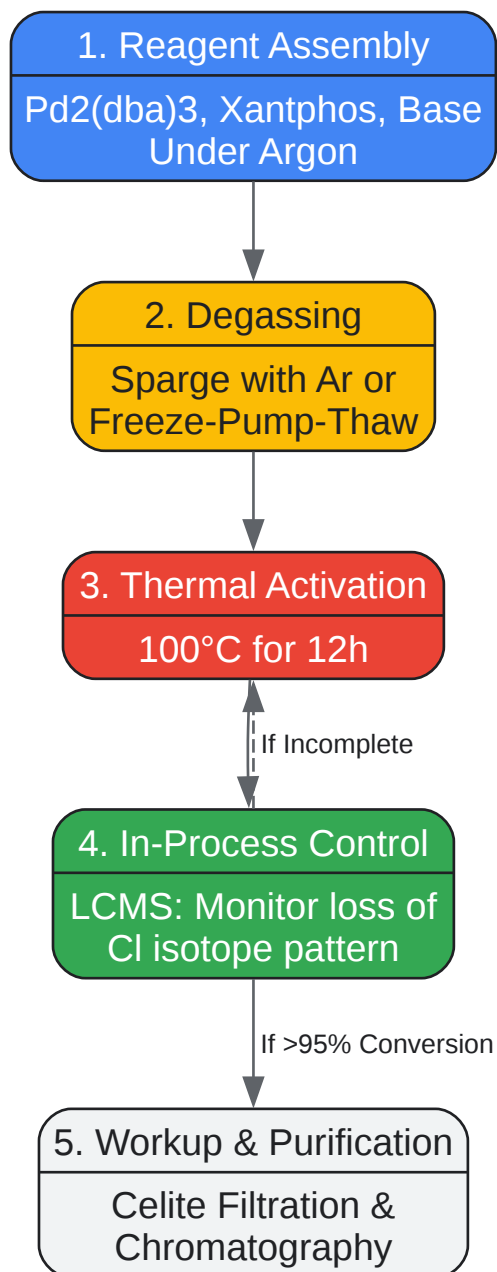 1. Reagent Assembly
Pd2(dba)3, Xantphos, Base
Under Argon
2. Degassing
Sparge with Ar or
Freeze-Pump-Thaw
3. Thermal Activation
100°C for 12h
If Incomplete
4. In-Process Control
LCMS: Monitor loss of
Cl isotope pattern
If >95% Conversion
5. Workup & Purification
Celite Filtration &
Chromatography